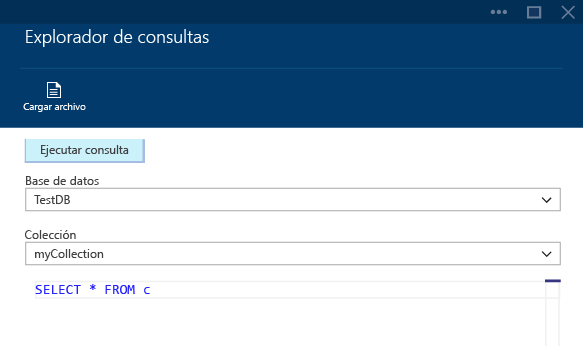 Explorador de consultas
Cargar archivo
Ejecutar consulta
Base de datos
TestDB
Colección
myCollection
SELECT * FROM c